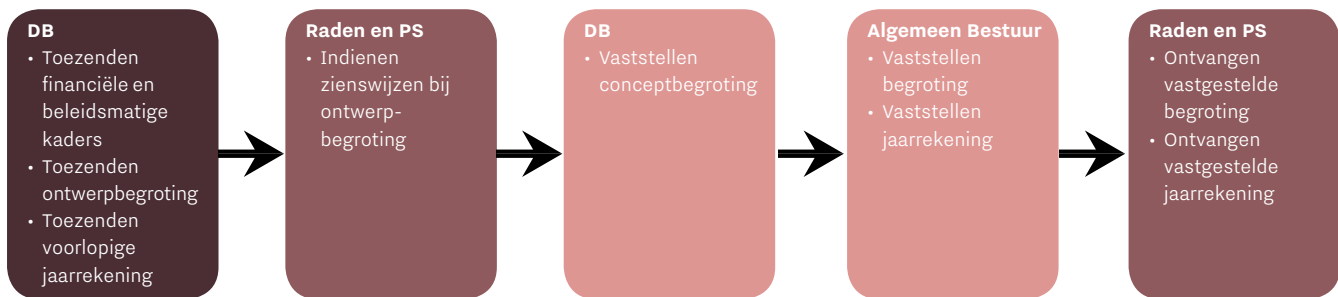 DB
• Toezenden
financiële en
beleidsmatige
kaders
• Toezenden
ontwerpbegroting
• Toezenden
voorlopige
jaarrekening
Raden en PS
• Indienen
zienswijzen bij
ontwerp-
begroting
DB
• Vaststellen
conceptbegroting
Algemeen Bestuur
• Vaststellen
begroting
• Vaststellen
jaarrekening
Raden en PS
• Ontvangen
vastgestelde
begroting
• Ontvangen
vastgestelde
jaarrekening